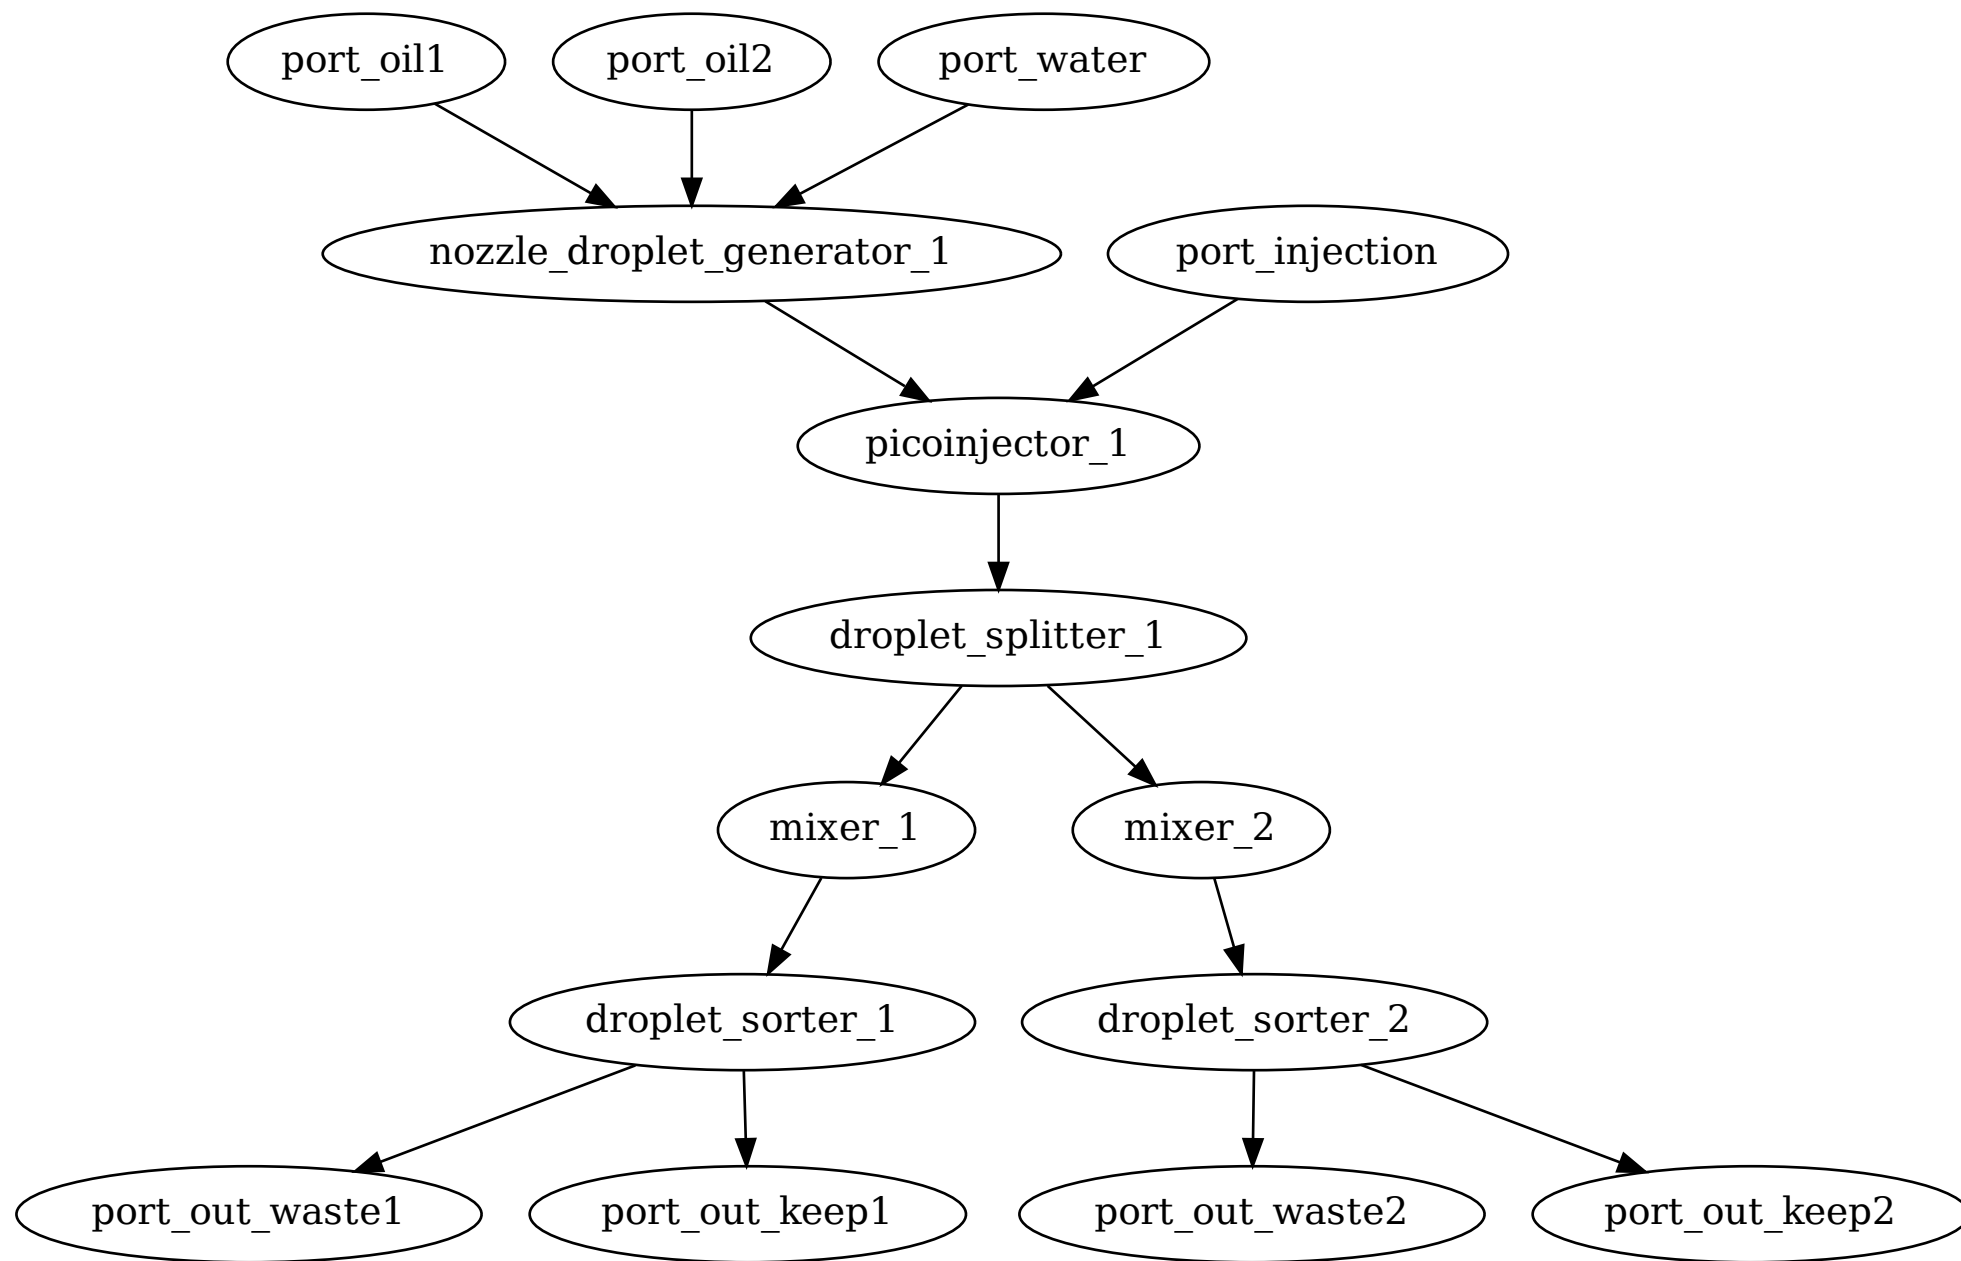 port_oil1
port_oil2
port_water
nozzle_droplet_generator_1
port_injection
picoinjector_1
droplet_splitter_1
mixer_1
mixer_2
droplet_sorter_1
droplet_sorter_2
port_out_waste1
port_out_keep1
port_out_waste2
port_out_keep2